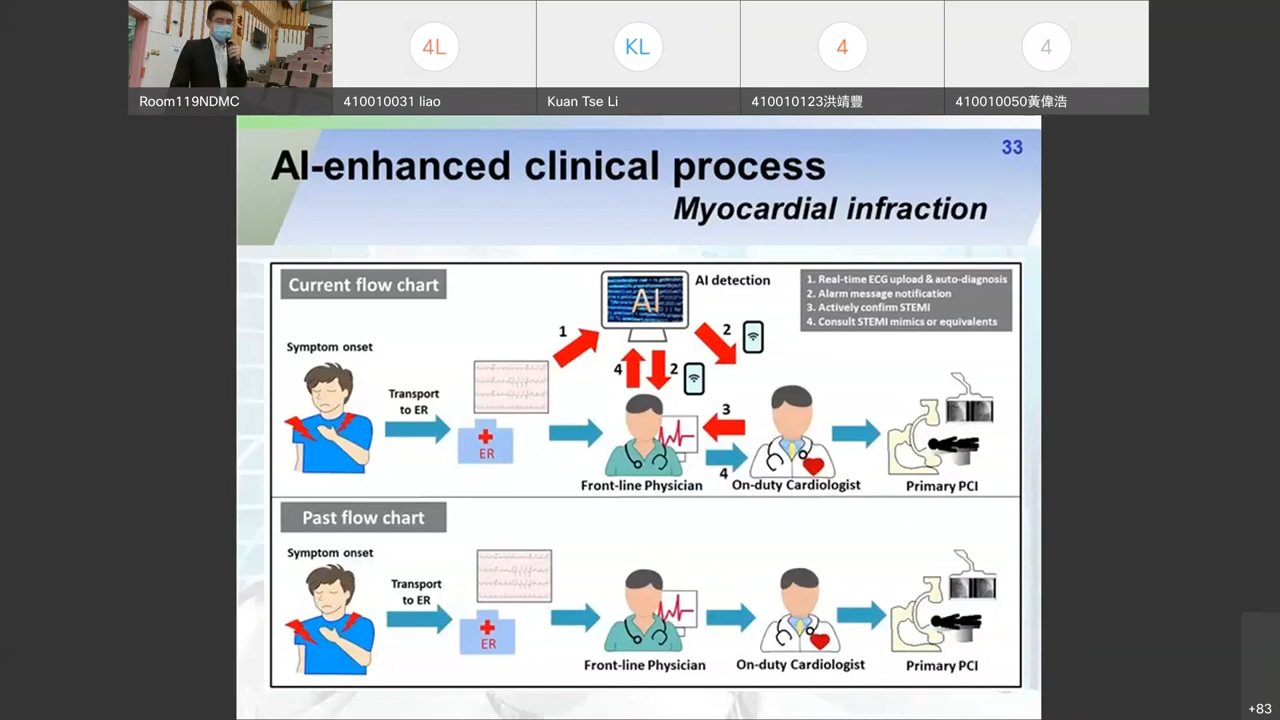 Room119NDMC
4L
410010031 liao
KL
Kuan Tse Li
4
410010123洪靖豐
4
410010050黃偉浩
33
AI-enhanced clinical process
Myocardial infraction
Current flow chart
AI
AI detection
1. Real-time ECG upload & auto-diagnosis
2. Alarm message notification
3. Actively confirm STEMI
4. Consult STEMI mimics or equivalents
1
2
4
2
Symptom onset
Transport
to ER
ER
3
4
Front-line Physician
On-duty Cardiologist
Primary PCI
Past flow chart
Symptom onset
Transport
to ER
ER
Front-line Physician
On-duty Cardiologist
Primary PCI
+83